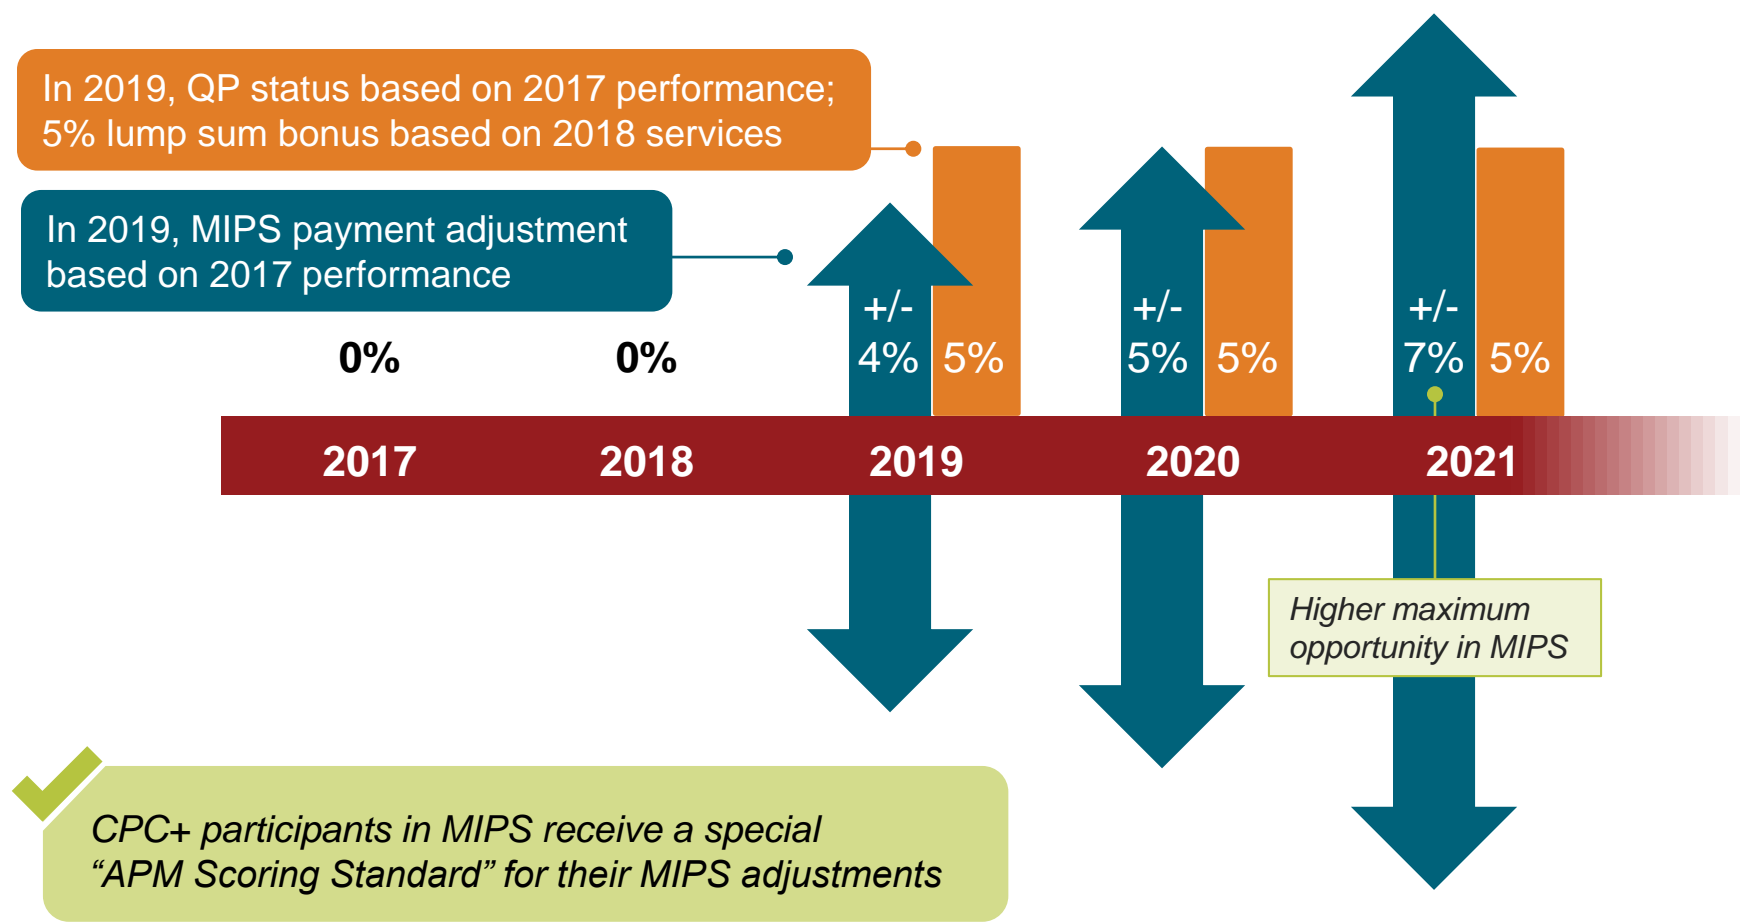 In 2019, QP status based on 2017 performance;
5% lump sum bonus based on 2018 services
In 2019, MIPS payment adjustment
based on 2017 performance
0%
0%
+/-
4%
5%
+/-
5%
5%
+/-
7%
5%
2017
2018
2019
2020
2021
Higher maximum
opportunity in MIPS
CPC+ participants in MIPS receive a special
“APM Scoring Standard” for their MIPS adjustments